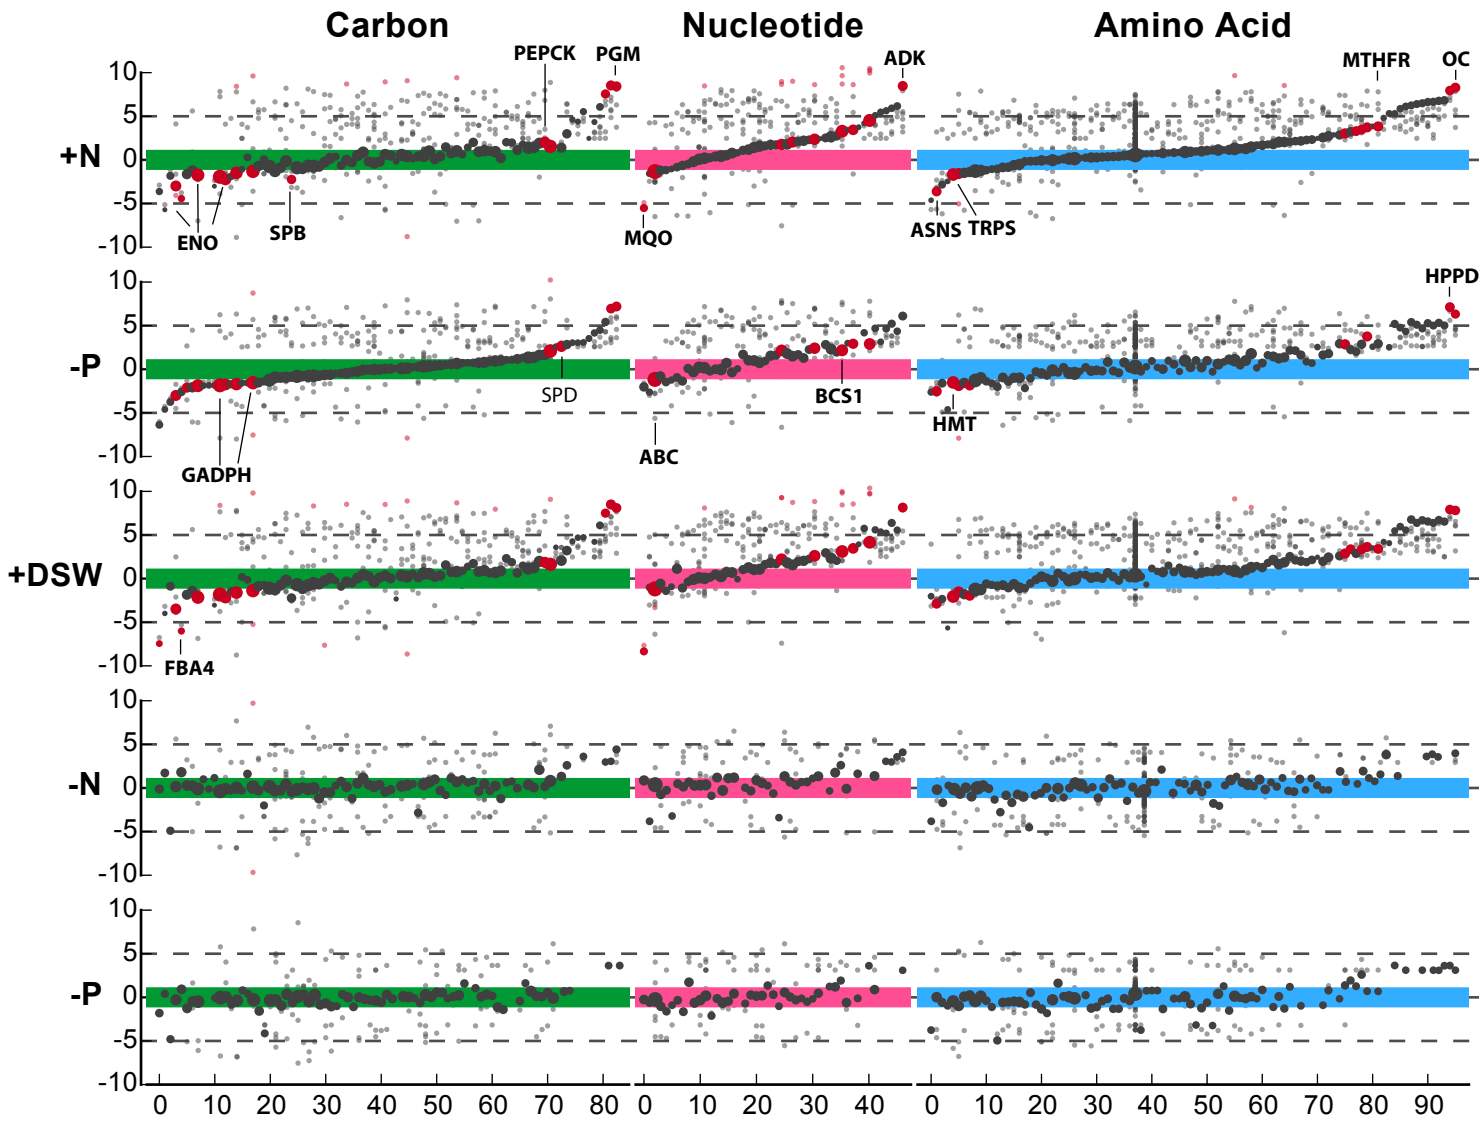 Carbon Nucleotide Amino Acid
PEPCK PGM ADK MTHFR OC
10
5
+N 0
-5
-10
ENO SPB MQO ASNS TRPS
10
HPPD
5
-P 0
SPD BCS1
-5
HMT
-10
GADPH ABC
10
5
+DSW 0
-5
-10
FBA4
10
5
-N 0
-5
-10
10
5
-P 0
-5
-10
0 10 20 30 40 50 60 70 80 0 10 20 30 40 0 10 20 30 40 50 60 70 80 90